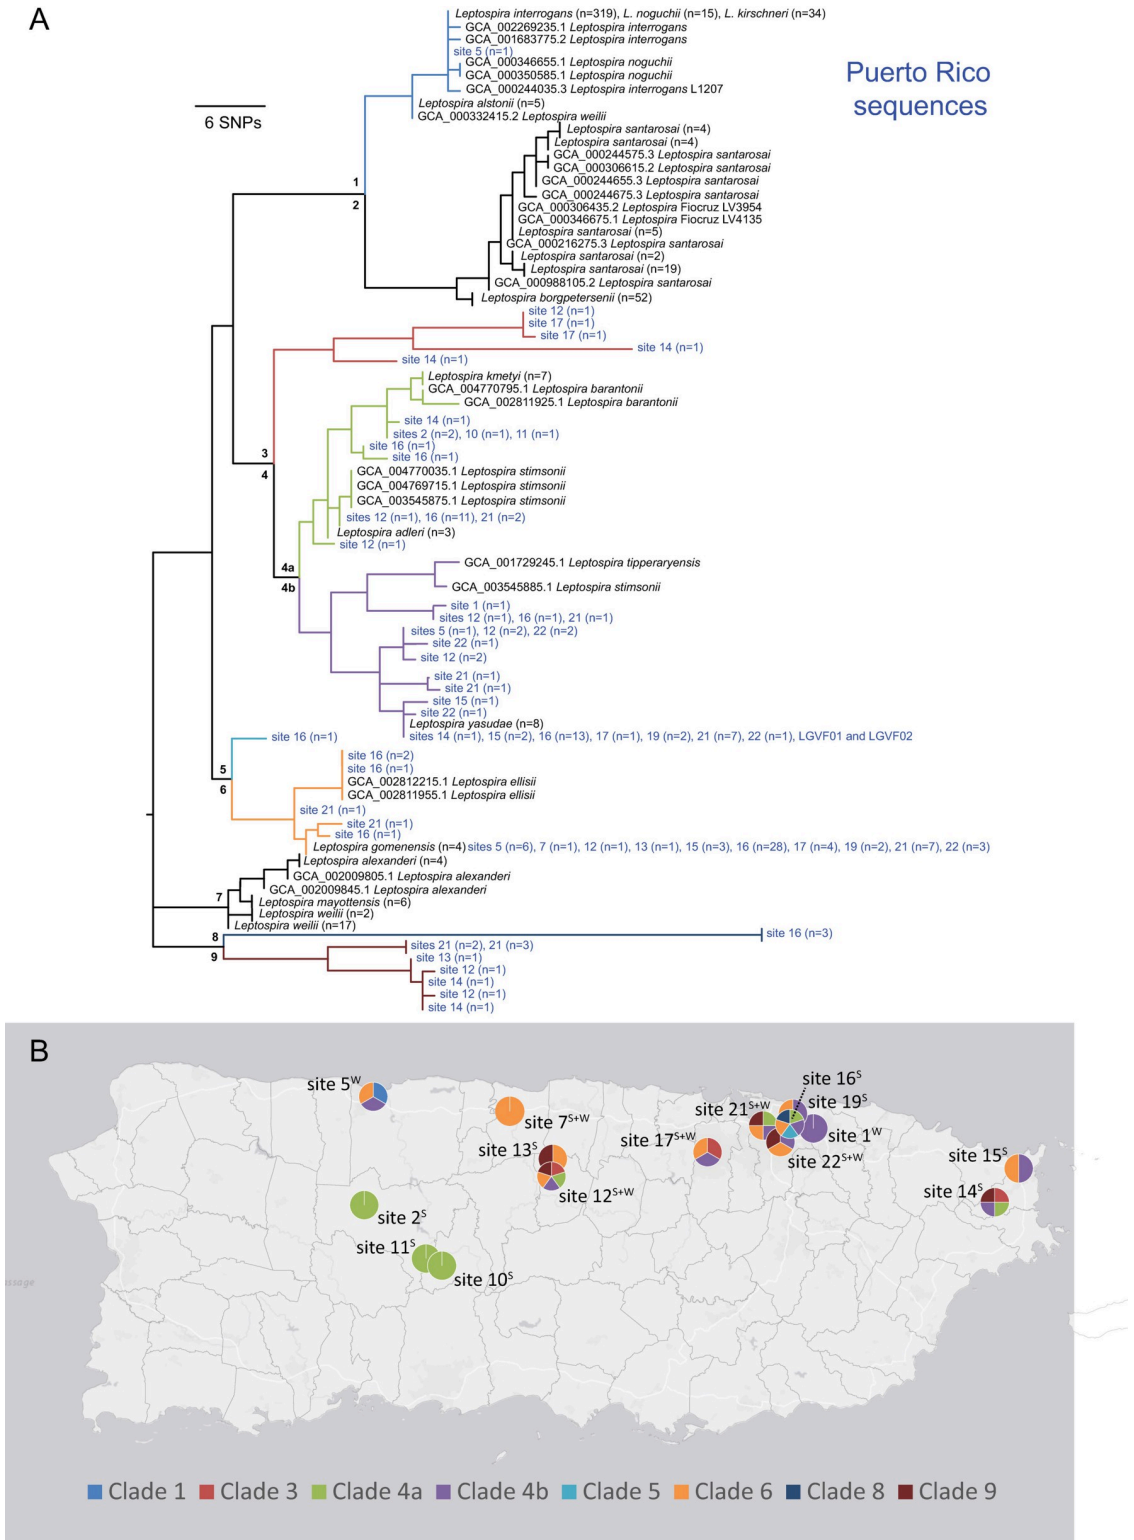 A
Puerto Rico
sequences
6 SNPs
Leptospira interrogans (n=319), L. noguchii (n=15), L. kirschneri (n=34)
GCA_002269235.1 Leptospira interrogans
GCA_001683775.2 Leptospira interrogans
site 5 (n=1)
GCA_000346655.1 Leptospira noguchii
GCA_000350585.1 Leptospira noguchii
GCA_000244035.3 Leptospira interrogans L1207
Leptospira alstonii (n=5)
GCA_000332415.2 Leptospira weilii
Leptospira santarosai (n=4)
Leptospira santarosai (n=4)
GCA_000244575.3 Leptospira santarosai
GCA_000306615.2 Leptospira santarosai
GCA_000244655.3 Leptospira santarosai
1
GCA_000244675.3 Leptospira santarosai
2
GCA_000306435.2 Leptospira Fiocruz LV3954
GCA_000346675.1 Leptospira Fiocruz LV4135
Leptospira santarosai (n=5)
GCA_000216275.3 Leptospira santarosai
Leptospira santarosai (n=2)
Leptospira santarosai (n=19)
GCA_000988105.2 Leptospira santarosai
Leptospira borgpetersenii (n=52)
site 12 (n=1)
site 17 (n=1)
site 17 (n=1)
site 14 (n=1)
site 14 (n=1)
Leptospira kmetyi (n=7)
GCA_004770795.1 Leptospira barantonii
GCA_002811925.1 Leptospira barantonii
site 14 (n=1)
sites 2 (n=2), 10 (n=1), 11 (n=1)
site 16 (n=1)
3
site 16 (n=1)
4
GCA_004770035.1 Leptospira stimsonii
GCA_004769715.1 Leptospira stimsonii
GCA_003545875.1 Leptospira stimsonii
sites 12 (n=1), 16 (n=11), 21 (n=2)
Leptospira adleri (n=3)
site 12 (n=1)
GCA_001729245.1 Leptospira tipperaryensis
4a
4b
GCA_003545885.1 Leptospira stimsonii
site 1 (n=1)
sites 12 (n=1), 16 (n=1), 21 (n=1)
sites 5 (n=1), 12 (n=2), 22 (n=2)
site 22 (n=1)
site 12 (n=2)
site 21 (n=1)
site 21 (n=1)
site 15 (n=1)
site 22 (n=1)
Leptospira yasudae (n=8)
sites 14 (n=1), 15 (n=2), 16 (n=13), 17 (n=1), 19 (n=2), 21 (n=7), 22 (n=1), LGVF01 and LGVF02
site 16 (n=1)
site 16 (n=2)
5
site 16 (n=1)
6
GCA_002812215.1 Leptospira ellisii
GCA_002811955.1 Leptospira ellisii
site 21 (n=1)
site 21 (n=1)
site 16 (n=1)
Leptospira gomenensis (n=4) sites 5 (n=6), 7 (n=1), 12 (n=1), 13 (n=1), 15 (n=3), 16 (n=28), 17 (n=4), 19 (n=2), 21 (n=7), 22 (n=3)
Leptospira alexanderi (n=4)
GCA_002009805.1 Leptospira alexanderi
GCA_002009845.1 Leptospira alexanderi
7
Leptospira mayottensis (n=6)
Leptospira weilii (n=2)
Leptospira weilii (n=17)
8
site 16 (n=3)
9
sites 21 (n=2), 21 (n=3)
site 13 (n=1)
site 12 (n=1)
site 14 (n=1)
site 12 (n=1)
site 14 (n=1)
B
site 5W
site 16S
site 19S
site 7S+W
site 21S+W
site 1W
site 13S
site 17S+W
site 22S+W
site 15S
site 12S+W
site 14S
site 2S
site 11S
site 10S
assage
Clade 1 Clade 3 Clade 4a Clade 4b Clade 5 Clade 6 Clade 8 Clade 9